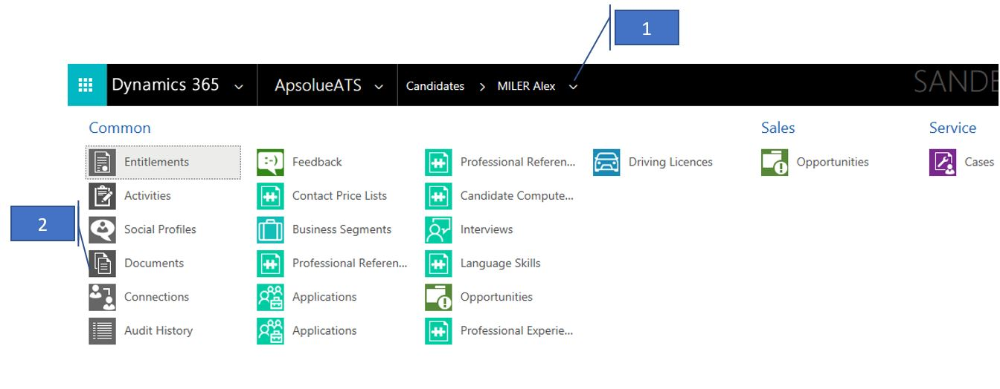 1
Dynamics 365 ApsolueATS Candidates > MILER Alex SANDB
Common Sales Service
Entitlements Feedback Professional Referen... Driving Licences Opportunities Cases
Activities Contact Price Lists Candidate Compute...
2
Social Profiles Business Segments Interviews
Documents Professional Referen... Language Skills
Connections Applications Opportunities
Audit History Applications Professional Experie...